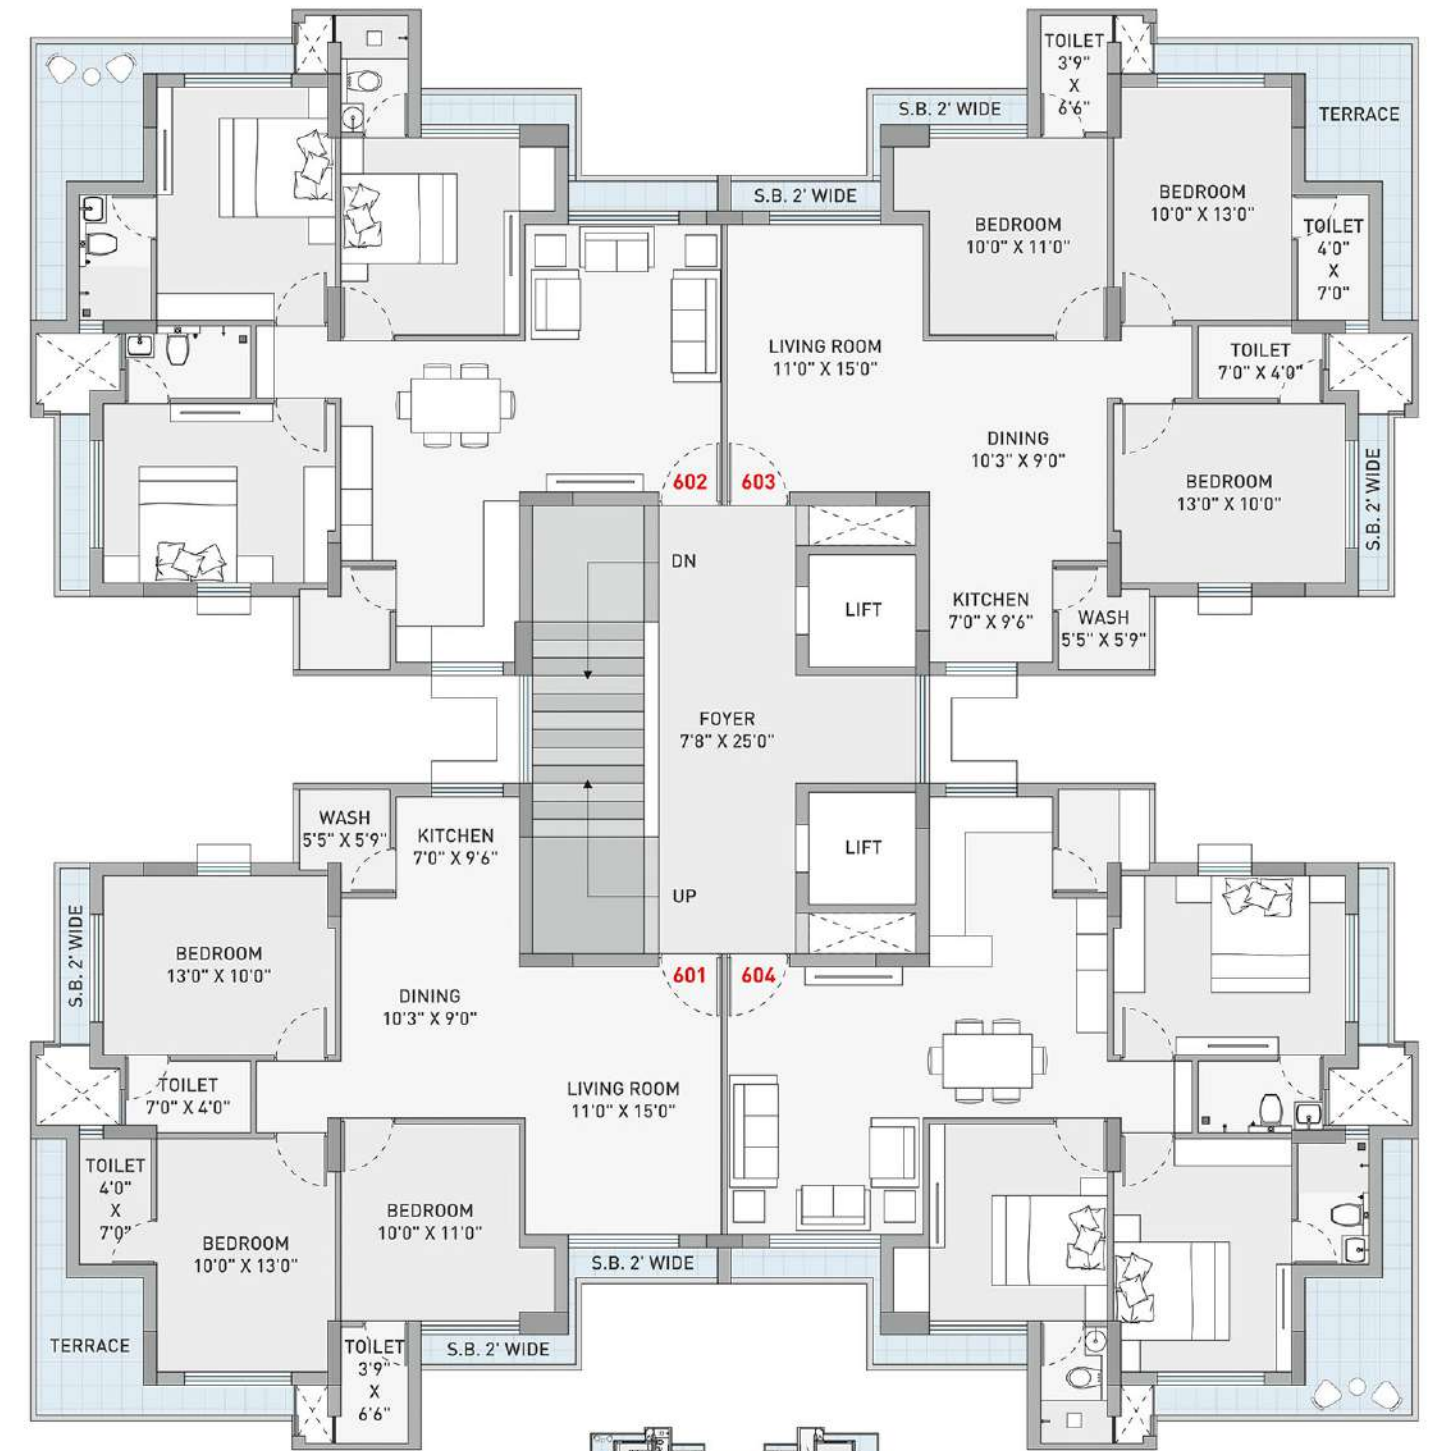 TOILET
3'9"
X
6'6"
S.B. 2' WIDE
TERRACE
S.B. 2' WIDE
BEDROOM
10'0" X 11'0"
BEDROOM
10'0" X 13'0"
TOILET
4'0"
X
7'0"
LIVING ROOM
11'0" X 15'0"
TOILET
7'0" X 4'0"
DINING
10'3" X 9'0"
BEDROOM
13'0" X 10'0"
S.B. 2' WIDE
602
603
DN
LIFT
KITCHEN
7'0" X 9'6"
WASH
5'5" X 5'9"
FOYER
7'8" X 25'0"
WASH
5'5" X 5'9"
KITCHEN
7'0" X 9'6"
LIFT
UP
S.B. 2' WIDE
BEDROOM
13'0" X 10'0"
601
604
DINING
10'3" X 9'0"
TOILET
7'0" X 4'0"
LIVING ROOM
11'0" X 15'0"
TOILET
4'0"
X
7'0"
BEDROOM
10'0" X 13'0"
BEDROOM
10'0" X 11'0"
S.B. 2' WIDE
TERRACE
TOILET
3'9"
X
6'6"
S.B. 2' WIDE